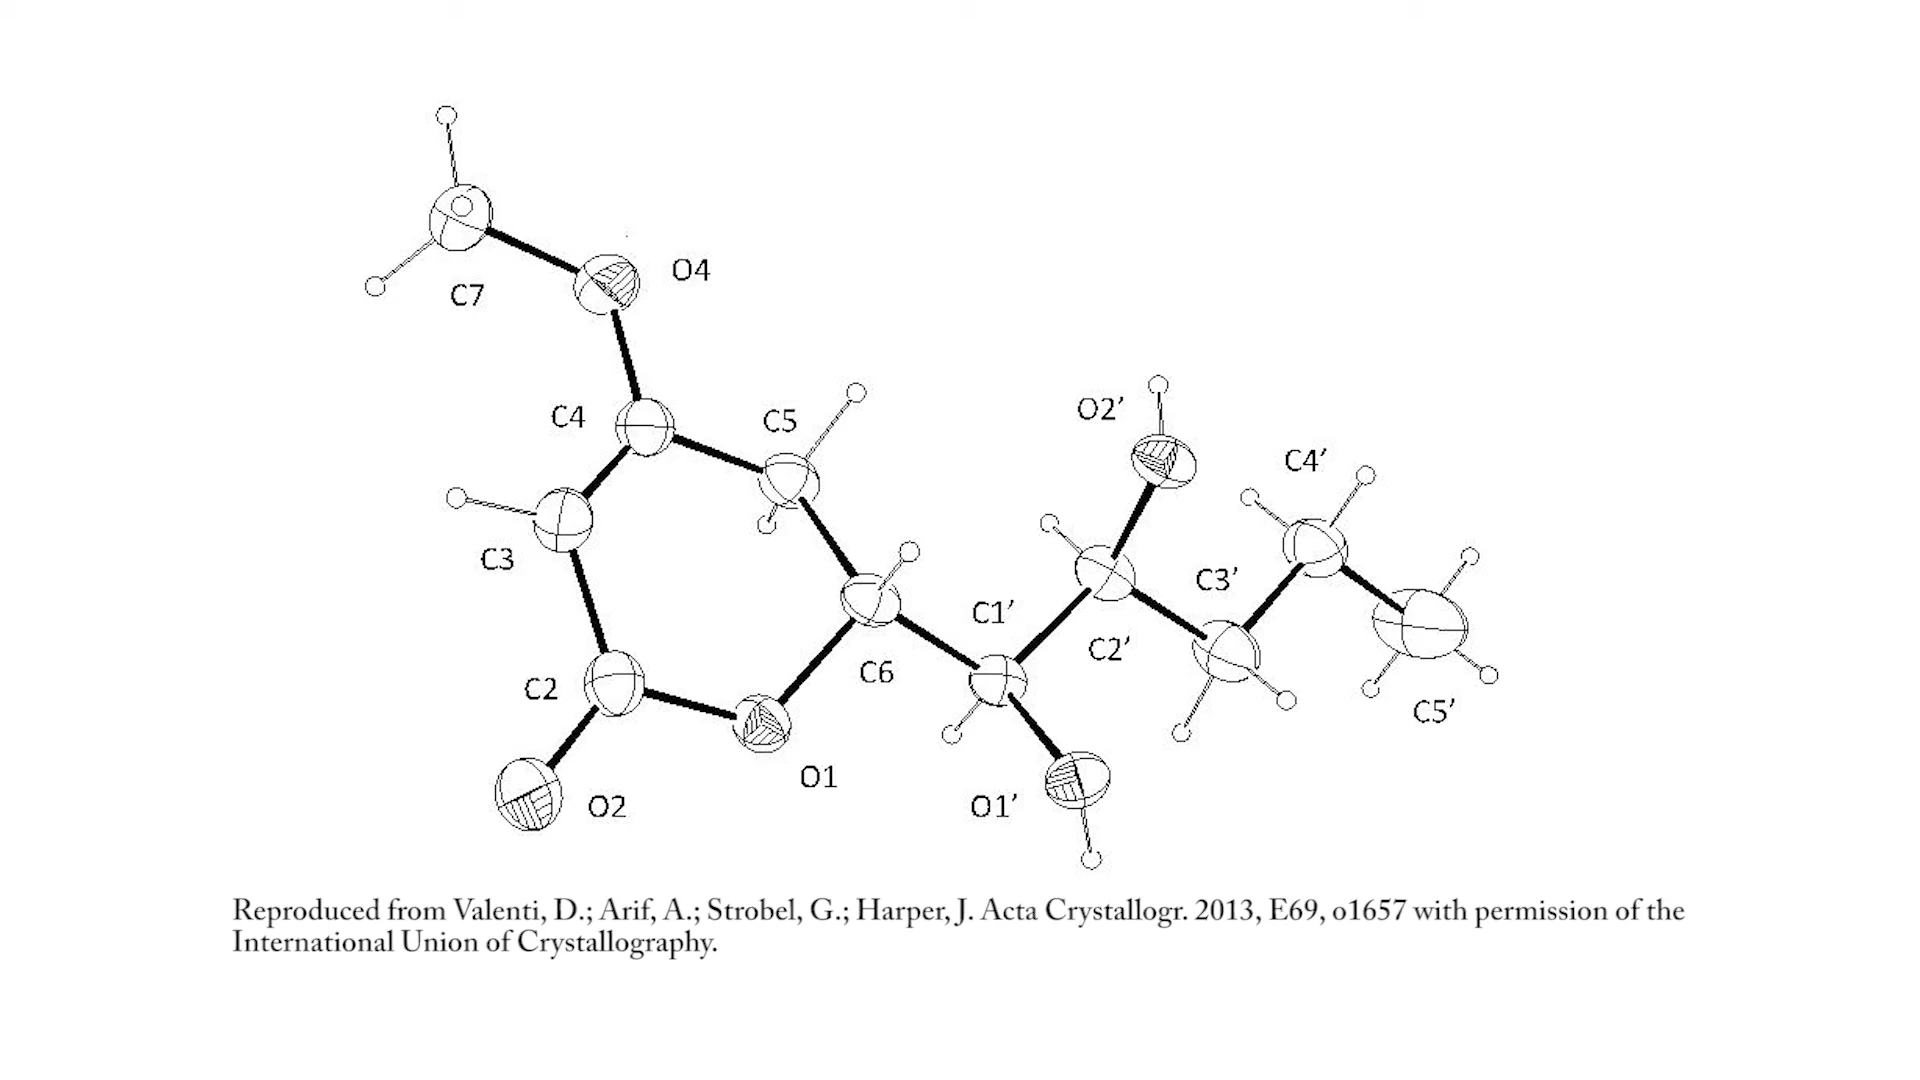 O4
C7
C4
C5
O2’
C4’
C3
C3’
C1’
C2’
C6
C2
C5’
O1
O2
O1’
Reproduced from Valenti, D.; Arif, A.; Strobel, G.; Harper, J. Acta Crystallogr. 2013, E69, o1657 with permission of the
International Union of Crystallography.